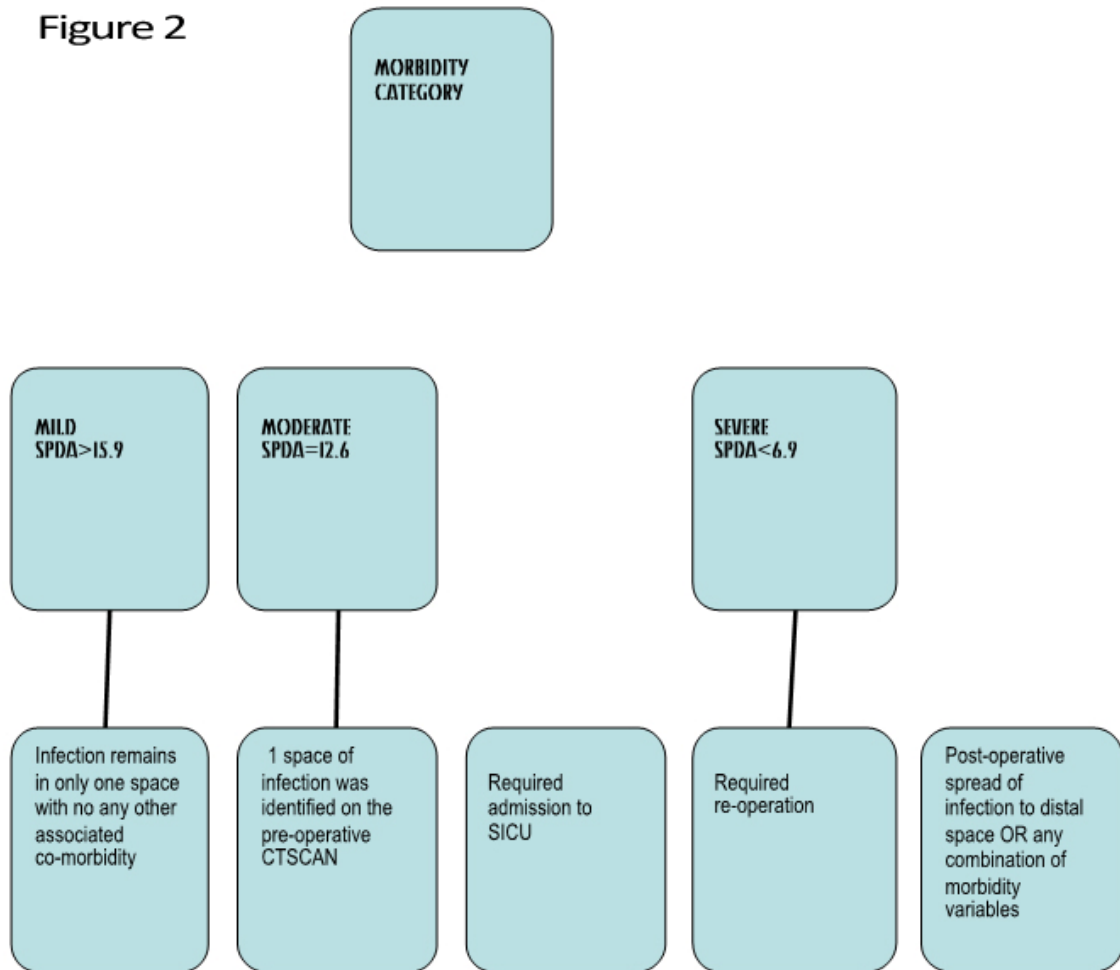 Figure 2
MORBIDITY
CATEGORY
MILD
SPDA>15.9
MODERATE
SPDA=12.6
SEVERE
SPDA<6.9
Infection remains
in only one space
with no any other
associated
co-morbidity
1 space of
infection was
identified on the
pre-operative
CTSCAN
Required
admission to
SICU
Required
re-operation
Post-operative
spread of
infection to distal
space OR any
combination of
morbidity
variables